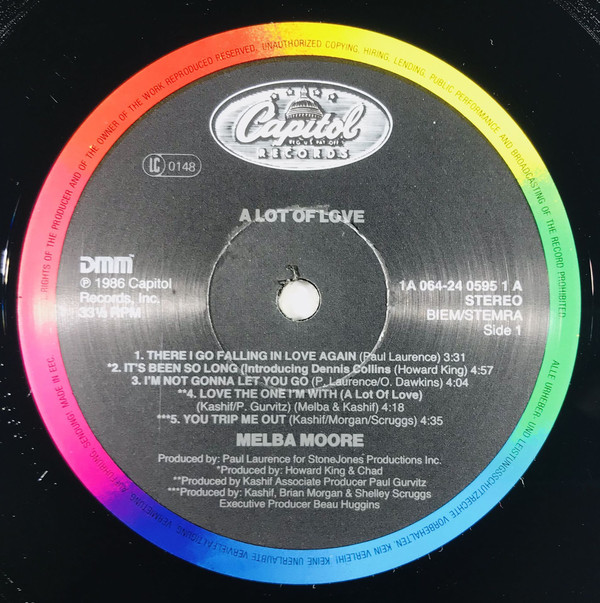 RIGHTS OF THE PRODUCER AND OF THE OWNER OF THE WORK REPRODUCED RESERVED. UNAUTHORIZED COPYING, HIRING, LENDING, PUBLIC PERFORMANCE AND BROADCASTING OF THE RECORD PROHIBITED.
Capitol
RECORDS
LC 0148
A LOT OF LOVE
DMM
℗ 1986 Capitol
Records, Inc.
33⅓ RPM
1A 064-24 0595 1 A
STEREO
BIEM/STEMRA
Side 1
1. THERE I GO FALLING IN LOVE AGAIN (Paul Laurence) 3:31
*2. IT'S BEEN SO LONG (Introducing Dennis Collins (Howard King) 4:57
3. I'M NOT GONNA LET YOU GO (P. Laurence/O. Dawkins) 4:04
**4. LOVE THE ONE I'M WITH (A Lot Of Love)
(Kashif/P. Gurvitz) (Melba & Kashif) 4:18
***5. YOU TRIP ME OUT (Kashif/Morgan/Scruggs) 4:35
MELBA MOORE
Produced by: Paul Laurence for StoneJones Productions Inc.
*Produced by: Howard King & Chad
**Produced by Kashif Associate Producer Paul Gurvitz
***Produced by: Kashif, Brian Morgan & Shelley Scruggs
Executive Producer Beau Huggins
ALLE URHEBER- UND LEISTUNGSSCHUTZRECHTE VORBEHALTEN. KEIN VERLEIH! KEINE UNERLAUBTE VERVIELFÄLTIGUNG, VERMIETUNG, AUFFÜHRUNG, SENDUNG! MADE IN EEC.